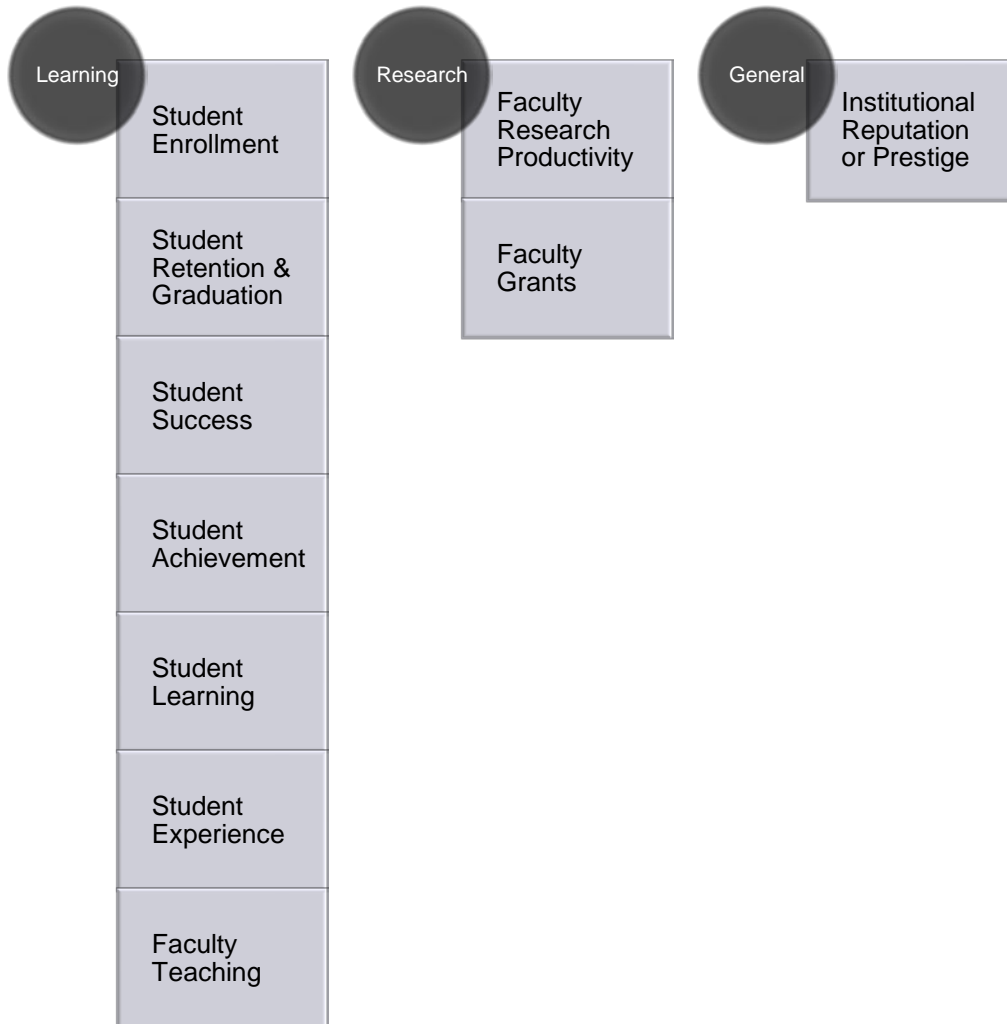 Learning
Student
Enrollment
Student
Retention &
Graduation
Student
Success
Student
Achievement
Student
Learning
Student
Experience
Faculty
Teaching
Research
Faculty
Research
Productivity
Faculty
Grants
General
Institutional
Reputation
or Prestige